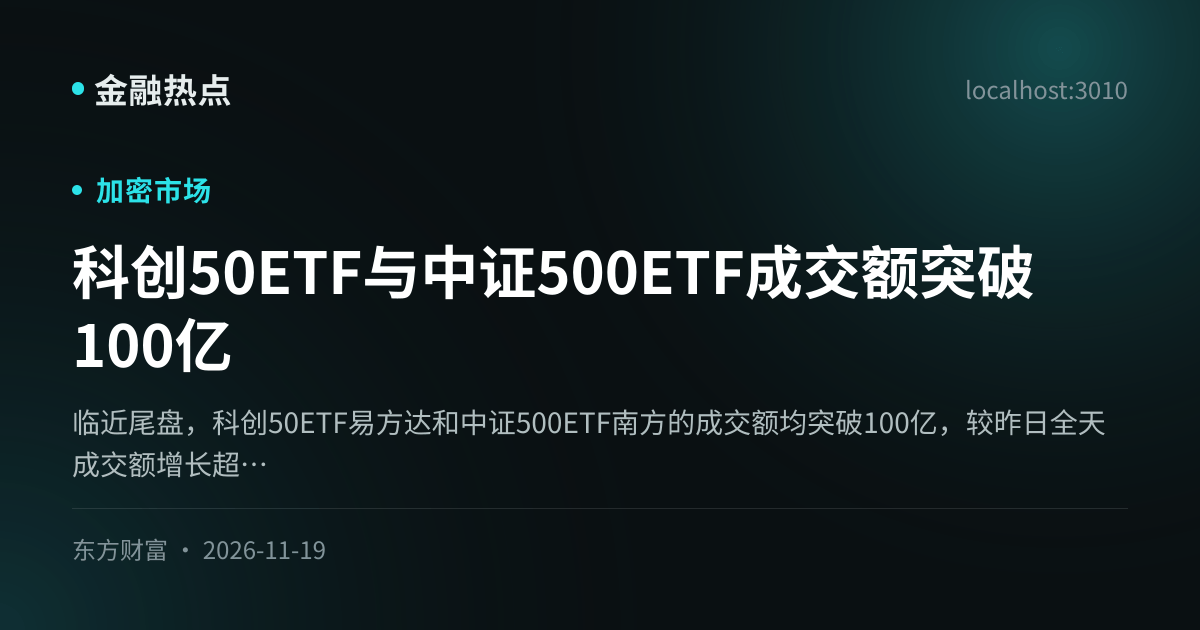 金融热点
localhost:3010
加密市场
科创50ETF与中证500ETF成交额突破
100亿
临近尾盘，科创50ETF易方达和中证500ETF南方的成交额均突破100亿，较昨日全天
成交额增长超…
东方财富 • 2026-11-19